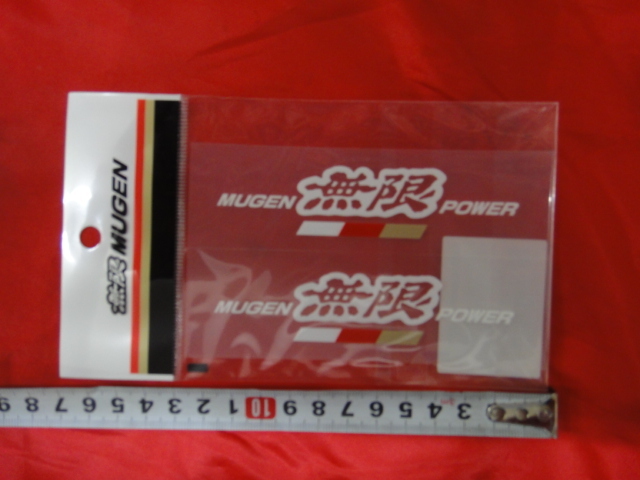 無限 MUGEN
MUGEN 無限 POWER
MUGEN 無限 POWER
3 4 5 6 7 8 9 10 1 2 3 4 5 6 7 8 9